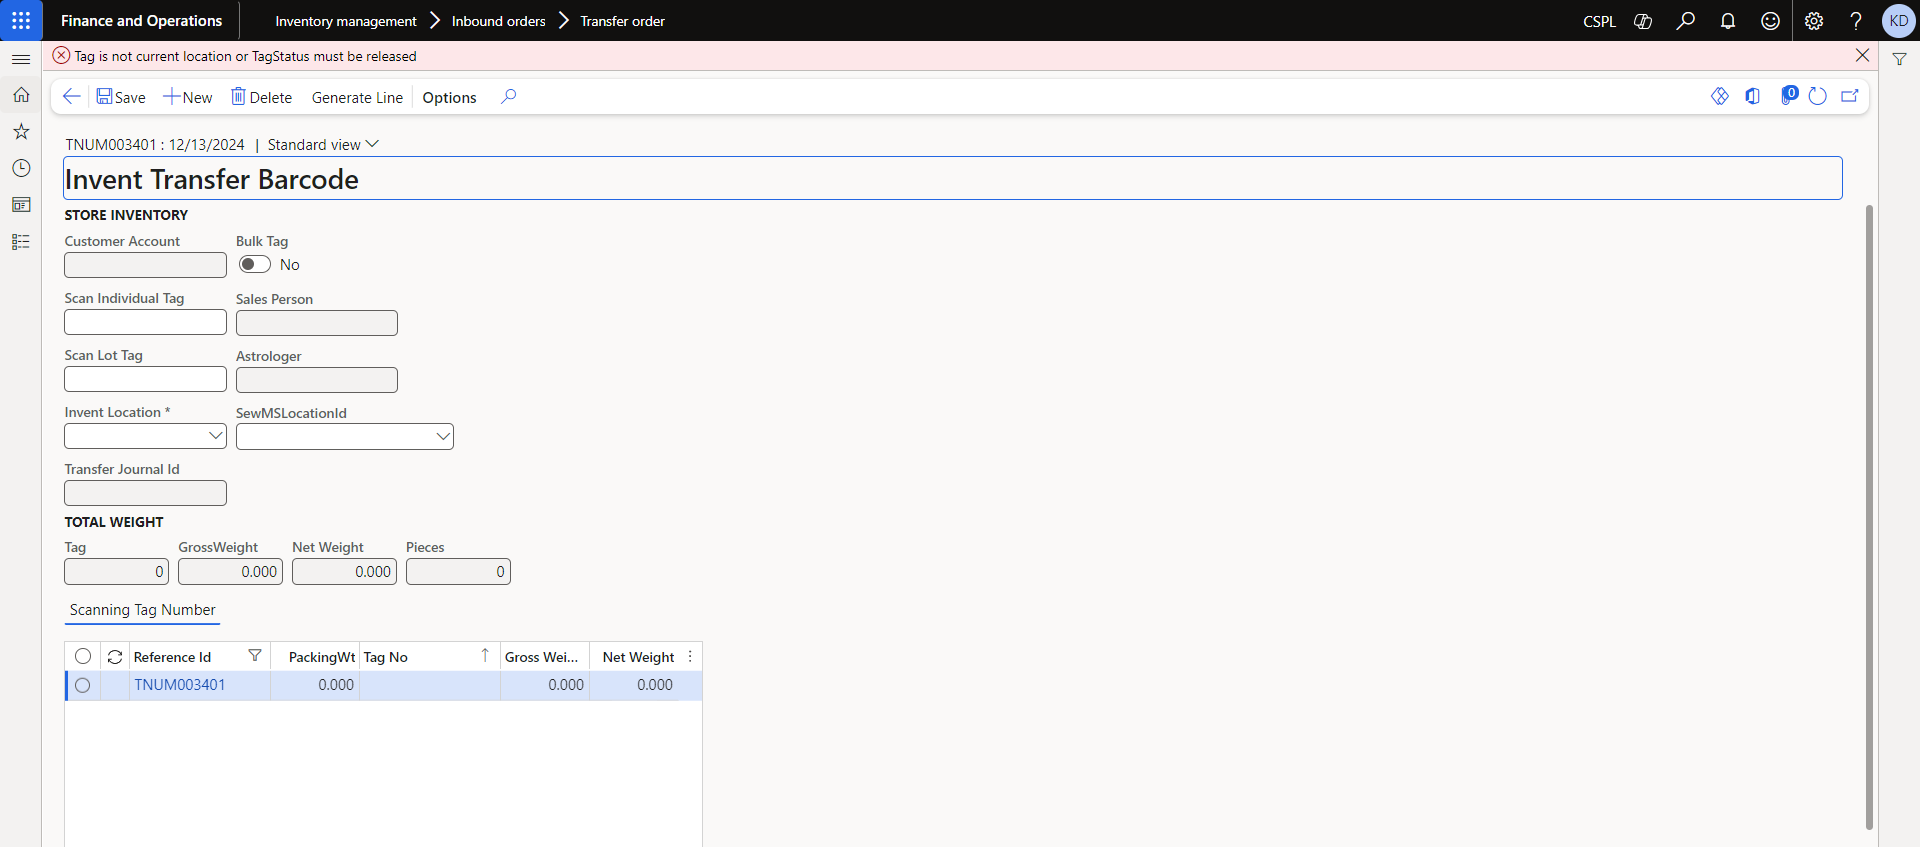 Finance and Operations
Inventory management
Inbound orders
Transfer order
CSPL
KD
Tag is not current location or TagStatus must be released
Save
New
Delete
Generate Line
Options
0
TNUM003401 : 12/13/2024 | Standard view
Invent Transfer Barcode
STORE INVENTORY
Customer Account
Bulk Tag
No
Scan Individual Tag
Sales Person
Scan Lot Tag
Astrologer
Invent Location *
SewMSLocationId
Transfer Journal Id
TOTAL WEIGHT
Tag GrossWeight Net Weight Pieces
0 0.000 0.000 0
Scanning Tag Number
Reference Id PackingWt Tag No Gross Wei... Net Weight
TNUM003401 0.000 0.000 0.000